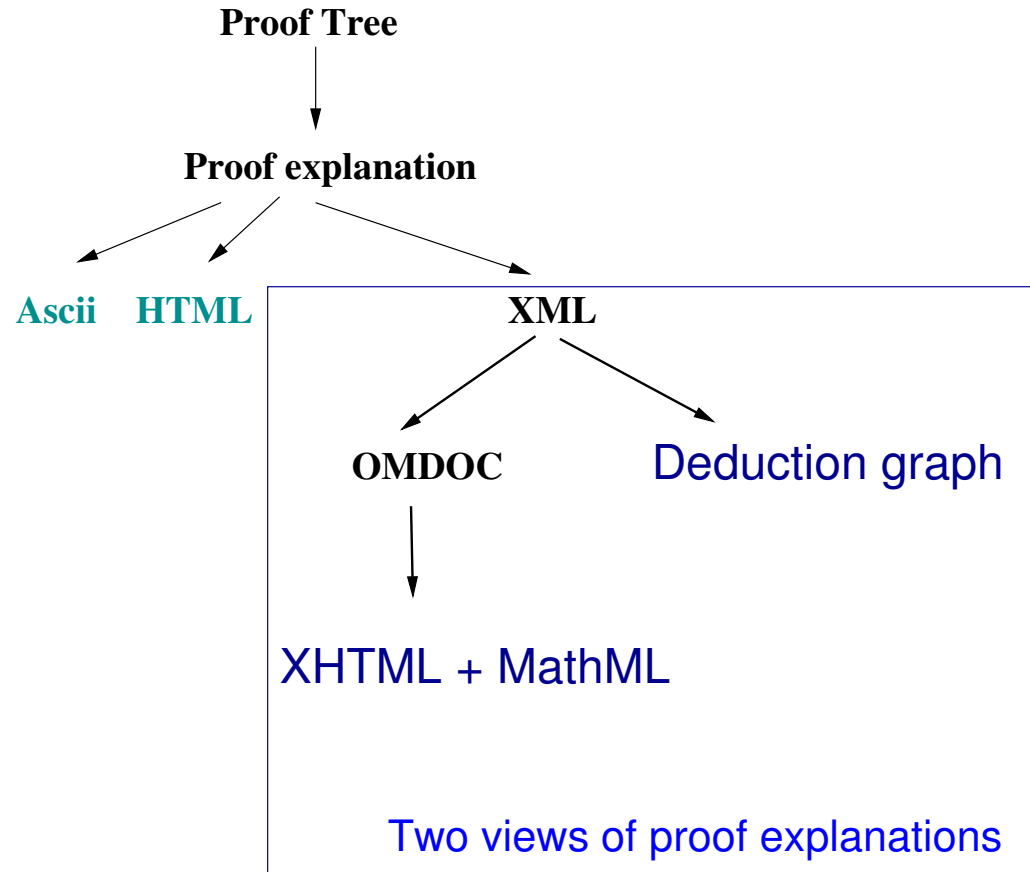 Proof Tree
Proof explanation
Ascii HTML XML
OMDOC Deduction graph
XHTML + MathML
Two views of proof explanations